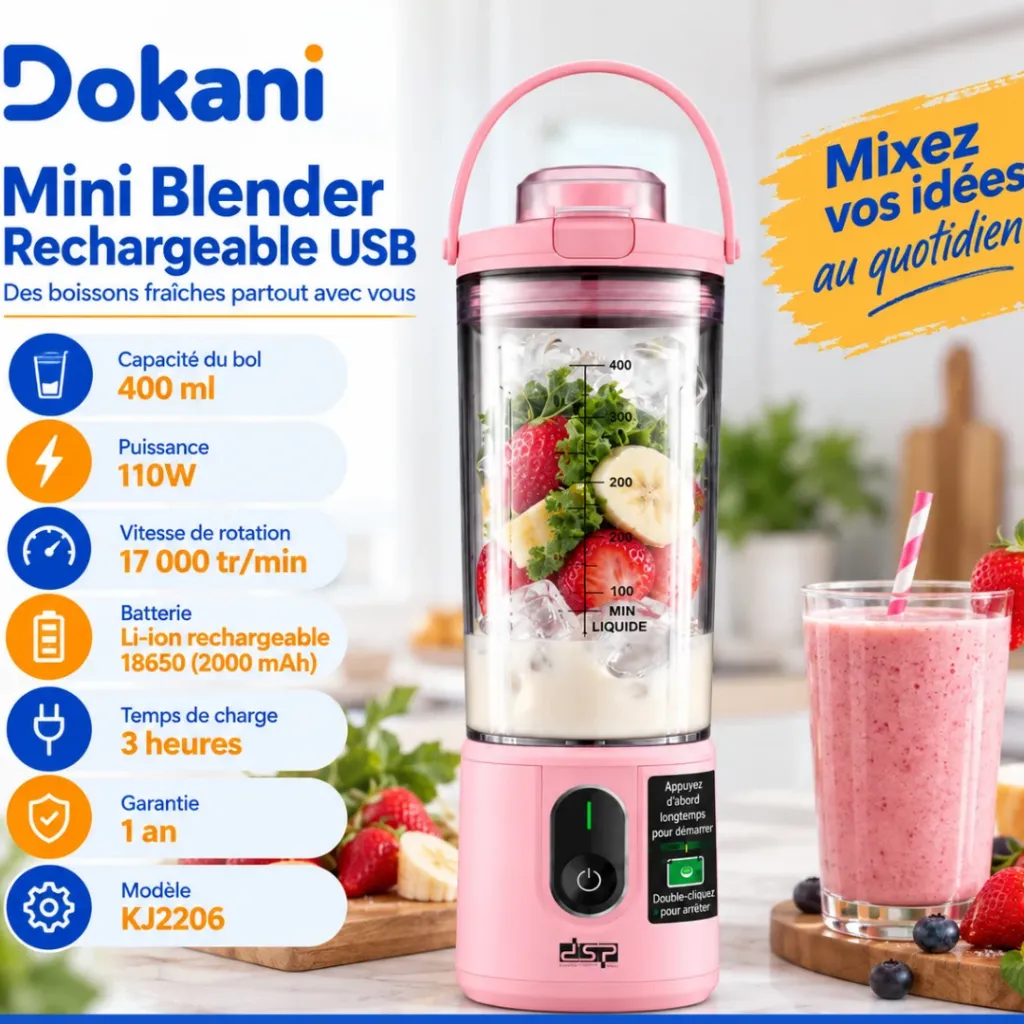 Dokani
Mini Blender
Rechargeable USB
Des boissons fraîches partout avec vous
Capacité du bol
400 ml
Puissance
110W
Vitesse de rotation
17 000 tr/min
Batterie
Li-ion rechargeable
18650 (2000 mAh)
Temps de charge
3 heures
Garantie
1 an
Modèle
KJ2206
Mixez
vos idées
au quotidien
400
300
200
200
100
MIN
LIQUIDE
Appuyez
d'abord
longtemps
pour démarrer
Double-cliquez
pour arrêter
dsp